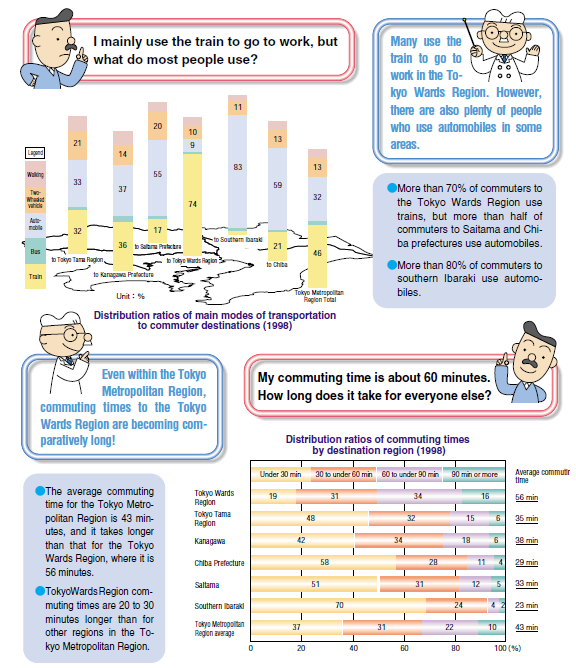 I mainly use the train to go to work, but
what do most people use?
Many use the
train to go to
work in the To-
kyo Wards Region. However,
there are also plenty of people
who use automobiles in some
areas.
Legend
Walking
Two-
Wheeled
vehicle
Auto-
mobile
Bus
Train
21
33
32
to Tokyo Tama Region
14
37
36
to Kanagawa Prefecture
20
55
17
to Saitama Prefecture
10
9
74
to Tokyo Wards Region
11
83
to Southern Ibaraki
13
59
21
to Chiba
13
32
46
Tokyo Metropolitan
Region Total
Unit : %
Distribution ratios of main modes of transportation
to commuter destinations (1998)
More than 70% of commuters to
the Tokyo Wards Region use
trains, but more than half of
commuters to Saitama and Chi-
ba prefectures use automobiles.
More than 80% of commuters to
southern Ibaraki use automo-
biles.
Even within the Tokyo
Metropolitan Region,
commuting times to the Tokyo
Wards Region are becoming com-
paratively long!
My commuting time is about 60 minutes.
How long does it take for everyone else?
The average commuting
time for the Tokyo Metro-
politan Region is 43 min-
utes, and it takes longer
than that for the Tokyo
Wards Region, where it is
56 minutes.
Tokyo Wards Region com-
muting times are 20 to 30
minutes longer than for
other regions in the To-
kyo Metropolitan Region.
Distribution ratios of commuting times
by destination region (1998)
Under 30 min 30 to under 60 min 60 to under 90 min 90 min or more
Average commutir
time
Tokyo Wards
Region
19 31 34 16 56 min
Tokyo Tama
Region
48 32 15 6 35 min
Kanagawa 42 34 18 6 38 min
Chiba Prefecture 58 28 11 4 29 min
Saitama 51 31 12 5 33 min
Southern Ibaraki 70 24 4 2 23 min
Tokyo Metropolitan
Region average
37 31 22 10 43 min
0 20 40 60 80 100 (%)